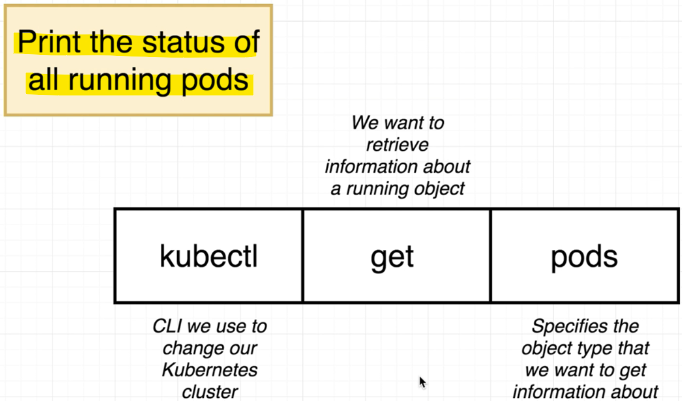 Print the status of
all running pods
We want to
retrieve
information about
a running object
kubectl
get
pods
CLI we use to
change our
Kubernetes
cluster
Specifies the
object type that
we want to get
information about